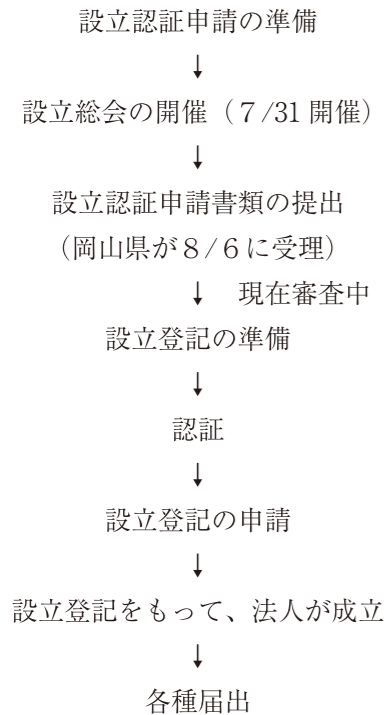 設立認証申請の準備
↓
設立総会の開催（７/31 開催）
↓
設立認証申請書類の提出
（岡山県が８/６に受理）
↓ 現在審査中
設立登記の準備
↓
認証
↓
設立登記の申請
↓
設立登記をもって、法人が成立
↓
各種届出